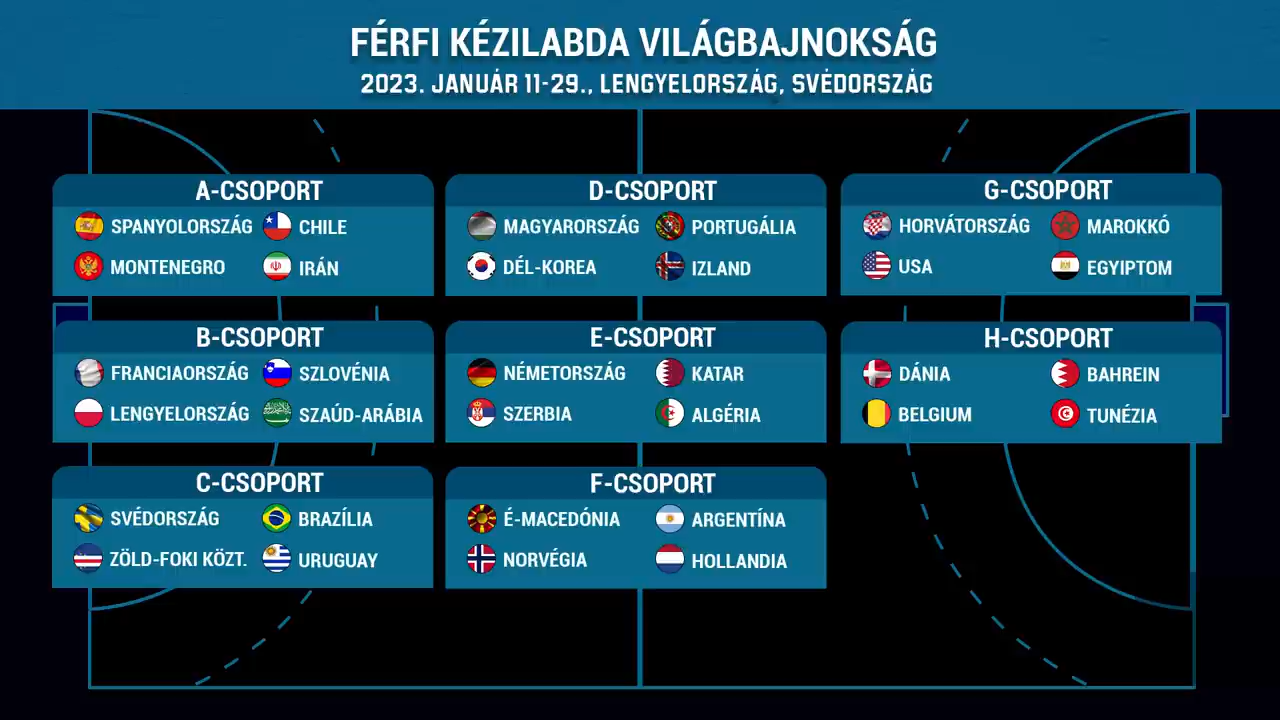 FÉRFI KÉZILABDA VILÁGBAJNOKSÁG
2023. JANUÁR 11-29., LENGYELORSZÁG, SVÉDORSZÁG
A-CSOPORT
SPANYOLORSZÁG CHILE
MONTENEGRO IRÁN
B-CSOPORT
FRANCIAORSZÁG SZLOVÉNIA
LENGYELORSZÁG SZAÚD-ARÁBIA
C-CSOPORT
SVÉDORSZÁG BRAZÍLIA
ZÖLD-FOKI KÖZT. URUGUAY
D-CSOPORT
MAGYARORSZÁG PORTUGÁLIA
DÉL-KOREA IZLAND
E-CSOPORT
NÉMETORSZÁG KATAR
SZERBIA ALGÉRIA
F-CSOPORT
É-MACEDÓNIA ARGENTÍNA
NORVÉGIA HOLLANDIA
G-CSOPORT
HORVÁTORSZÁG MAROKKÓ
USA EGYIPTOM
H-CSOPORT
DÁNIA BAHREIN
BELGIUM TUNÉZIA